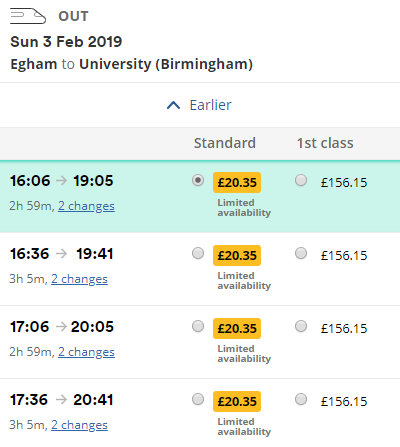 OUT
Sun 3 Feb 2019
Egham to University (Birmingham)
Earlier
Standard 1st class
16:06 → 19:05 £20.35 £156.15
2h 59m, 2 changes Limited
availability
16:36 → 19:41 £20.35 £156.15
3h 5m, 2 changes Limited
availability
17:06 → 20:05 £20.35 £156.15
2h 59m, 2 changes Limited
availability
17:36 → 20:41 £20.35 £156.15
3h 5m, 2 changes Limited
availability